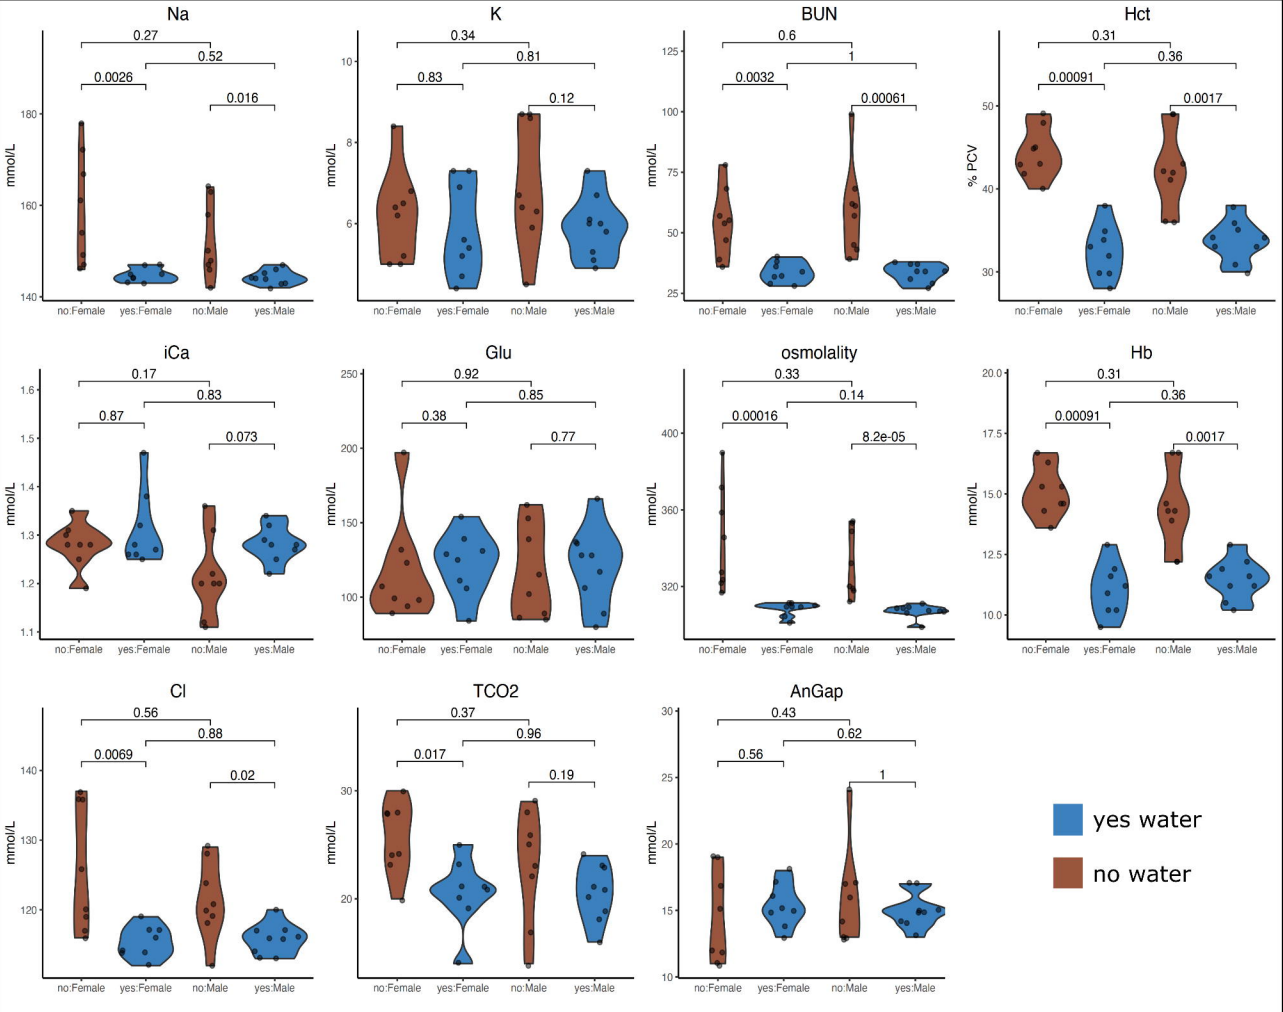 Na
0.27
0.52
0.0026
0.016
180
160
140
mmol/L
no:Female yes:Female no:Male yes:Male
K
0.34
0.81
0.83
0.12
10
8
6
mmol/L
no:Female yes:Female no:Male yes:Male
BUN
0.6
1
0.0032
0.00061
125
100
75
50
25
mmol/L
no:Female yes:Female no:Male yes:Male
Hct
0.31
0.36
0.00091
0.0017
50
40
30
% PCV
no:Female yes:Female no:Male yes:Male
iCa
0.17
0.83
0.87
0.073
1.6
1.5
1.4
1.3
1.2
1.1
mmol/L
no:Female yes:Female no:Male yes:Male
Glu
0.92
0.85
0.38
0.77
250
200
150
100
mmol/L
no:Female yes:Female no:Male yes:Male
osmolality
0.33
0.14
0.00016
8.2e-05
400
360
320
mmol/L
no:Female yes:Female no:Male yes:Male
Hb
0.31
0.36
0.00091
0.0017
20.0
17.5
15.0
12.5
10.0
mmol/L
no:Female yes:Female no:Male yes:Male
Cl
0.56
0.88
0.0069
0.02
140
130
120
mmol/L
no:Female yes:Female no:Male yes:Male
TCO2
0.37
0.96
0.017
0.19
30
20
mmol/L
no:Female yes:Female no:Male yes:Male
AnGap
0.43
0.62
0.56
1
30
25
20
15
10
mmol/L
no:Female yes:Female no:Male yes:Male
yes water
no water